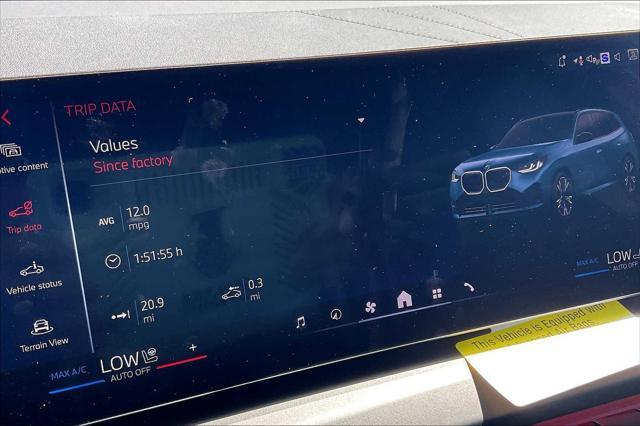 TRIP DATA
Values
Since factory
tive content
Trip data
Vehicle status
Terrain View
AVG 12.0 mpg
1:51:55 h
20.9 mi
0.3 mi
MAX A/C LOW
AUTO OFF
+
S
MAX A/C LOW
AUTO OFF
This Vehicle is Equipped with
Bags